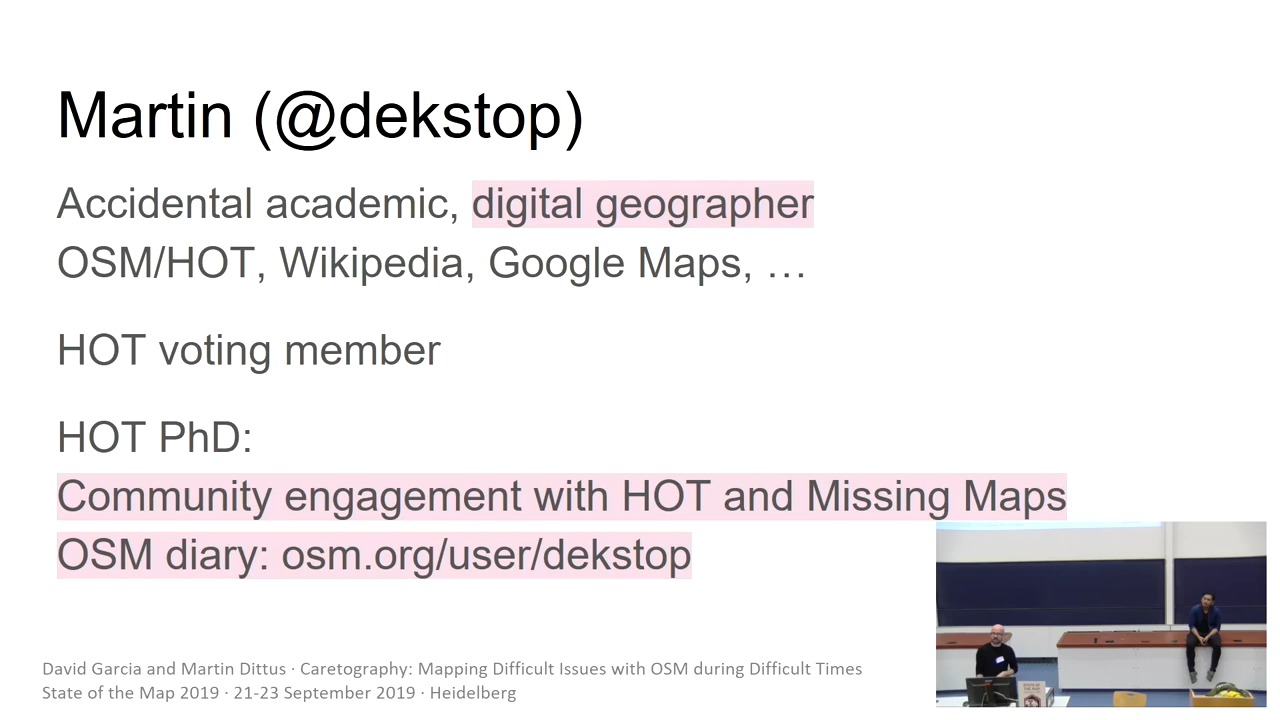 Martin (@dekstop)
Accidental academic, digital geographer
OSM/HOT, Wikipedia, Google Maps, …
HOT voting member
HOT PhD:
Community engagement with HOT and Missing Maps
OSM diary: osm.org/user/dekstop
David Garcia and Martin Dittus · Caretography: Mapping Difficult Issues with OSM during Difficult Times
State of the Map 2019 · 21-23 September 2019 · Heidelberg